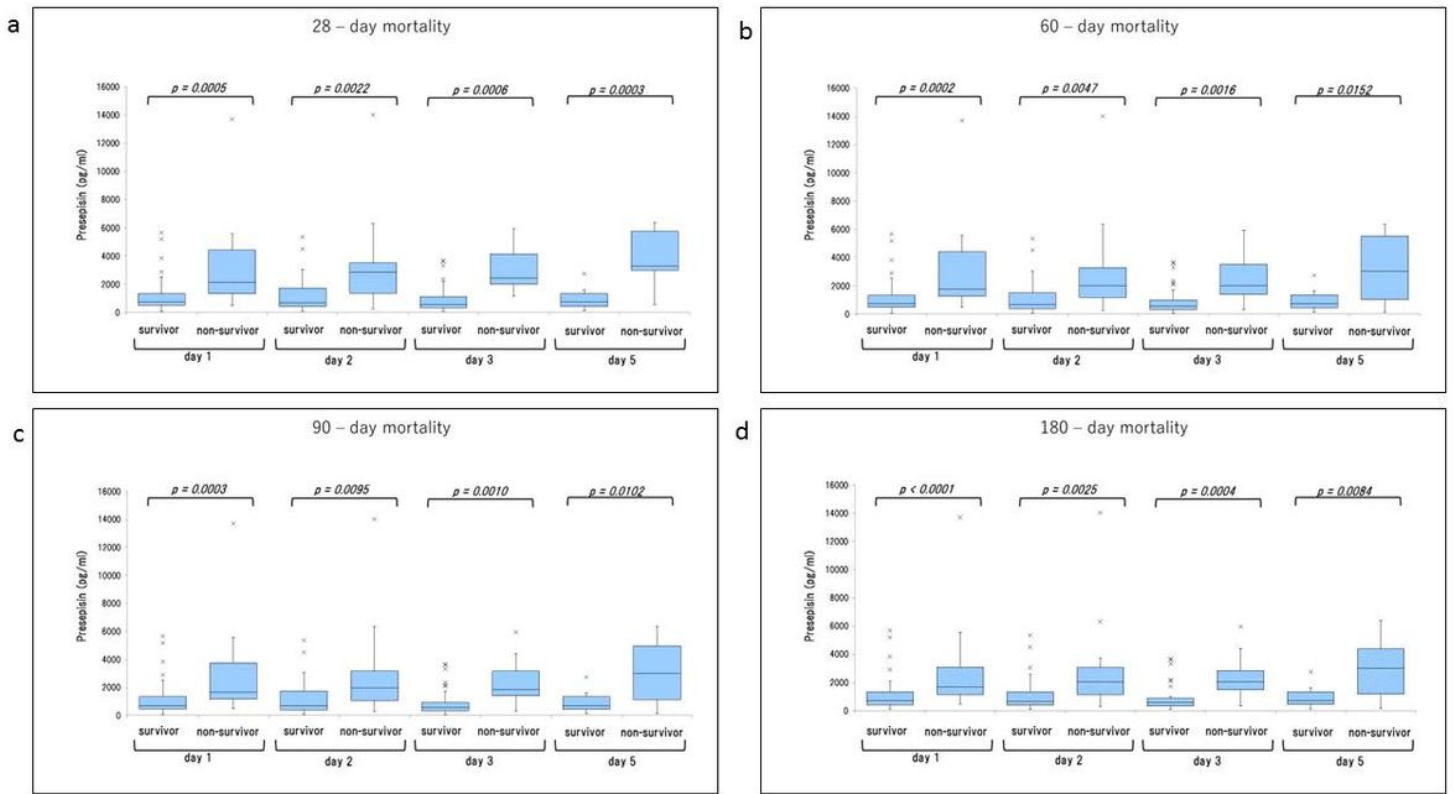 a
28 – day mortality
p = 0.0005 p = 0.0022 p = 0.0006 p = 0.0003
Presepisin (pg/ml)
16000
14000
12000
10000
8000
6000
4000
2000
0
survivor non-survivor survivor non-survivor survivor non-survivor survivor non-survivor
day 1 day 2 day 3 day 5
b
60 – day mortality
p = 0.0002 p = 0.0047 p = 0.0016 p = 0.0152
Presepisin (pg/ml)
16000
14000
12000
10000
8000
6000
4000
2000
0
survivor non-survivor survivor non-survivor survivor non-survivor survivor non-survivor
day 1 day 2 day 3 day 5
c
90 – day mortality
p = 0.0003 p = 0.0095 p = 0.0010 p = 0.0102
Presepisin (pg/ml)
16000
14000
12000
10000
8000
6000
4000
2000
0
survivor non-survivor survivor non-survivor survivor non-survivor survivor non-survivor
day 1 day 2 day 3 day 5
d
180 – day mortality
p < 0.0001 p = 0.0025 p = 0.0004 p = 0.0084
Presepisin (pg/ml)
16000
14000
12000
10000
8000
6000
4000
2000
0
survivor non-survivor survivor non-survivor survivor non-survivor survivor non-survivor
day 1 day 2 day 3 day 5